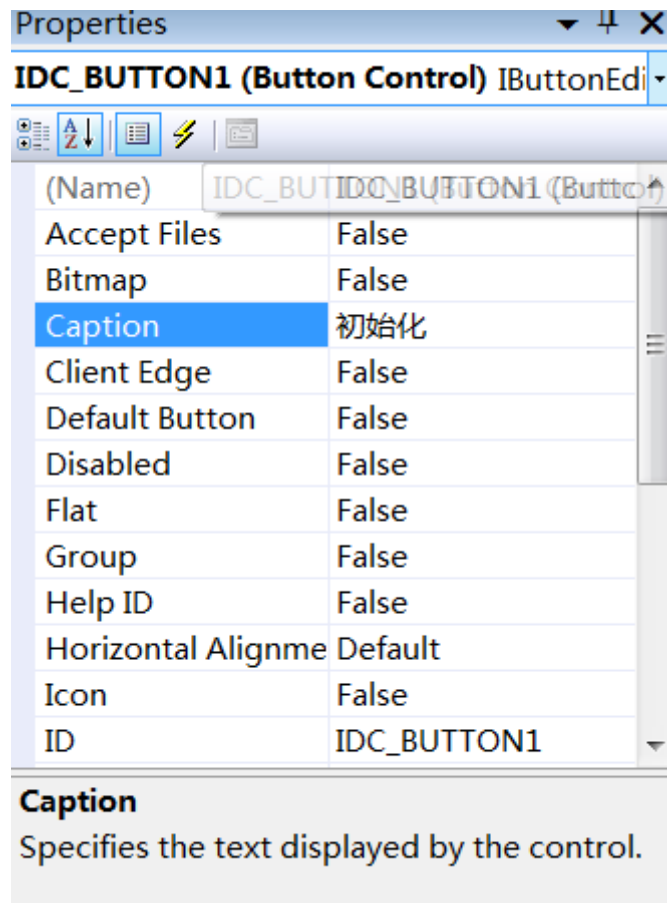 Properties
IDC_BUTTON1 (Button Control) IButtonEdi
(Name) IDC_BUTTON1 (Buttc
Accept Files False
Bitmap False
Caption 初始化
Client Edge False
Default Button False
Disabled False
Flat False
Group False
Help ID False
Horizontal Alignme Default
Icon False
ID IDC_BUTTON1
Caption
Specifies the text displayed by the control.